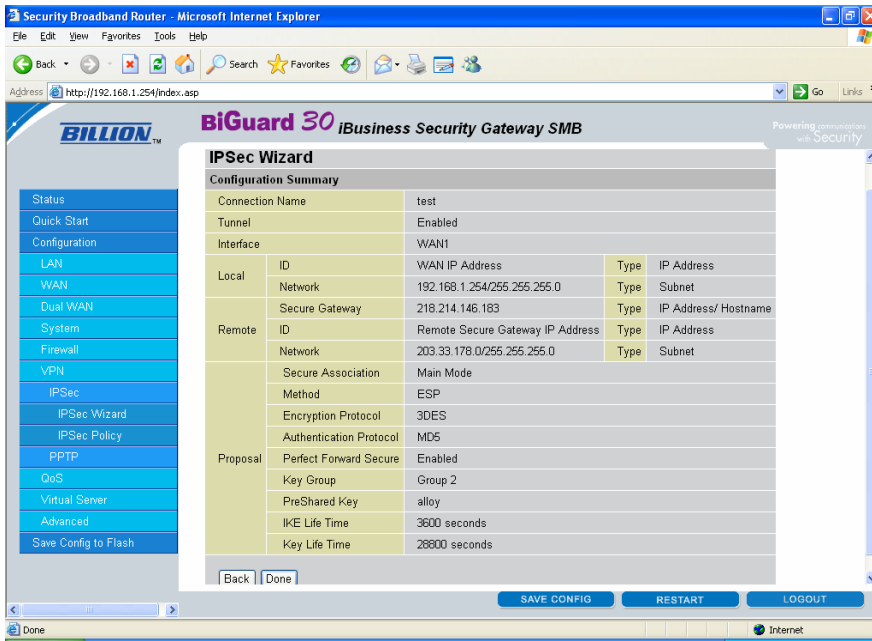 Security Broadband Router - Microsoft Internet Explorer
File Edit View Favorites Tools Help
Back Search Favorites
Address http://192.168.1.254/index.asp Go Links
BILLION TM
BiGuard 30 iBusiness Security Gateway SMB
Powering communications
with Security
Status
Quick Start
Configuration
LAN
WAN
Dual WAN
System
Firewall
VPN
IPSec
IPSec Wizard
IPSec Policy
PPTP
QoS
Virtual Server
Advanced
Save Config to Flash
IPSec Wizard
Configuration Summary
Connection Name test
Tunnel Enabled
Interface WAN1
Local
ID WAN IP Address Type IP Address
Network 192.168.1.254/255.255.255.0 Type Subnet
Remote
Secure Gateway 218.214.146.183 Type IP Address/ Hostname
ID Remote Secure Gateway IP Address Type IP Address
Network 203.33.178.0/255.255.255.0 Type Subnet
Proposal
Secure Association Main Mode
Method ESP
Encryption Protocol 3DES
Authentication Protocol MD5
Perfect Forward Secure Enabled
Key Group Group 2
PreShared Key alloy
IKE Life Time 3600 seconds
Key Life Time 28800 seconds
Back Done
SAVE CONFIG RESTART LOGOUT
Done Internet